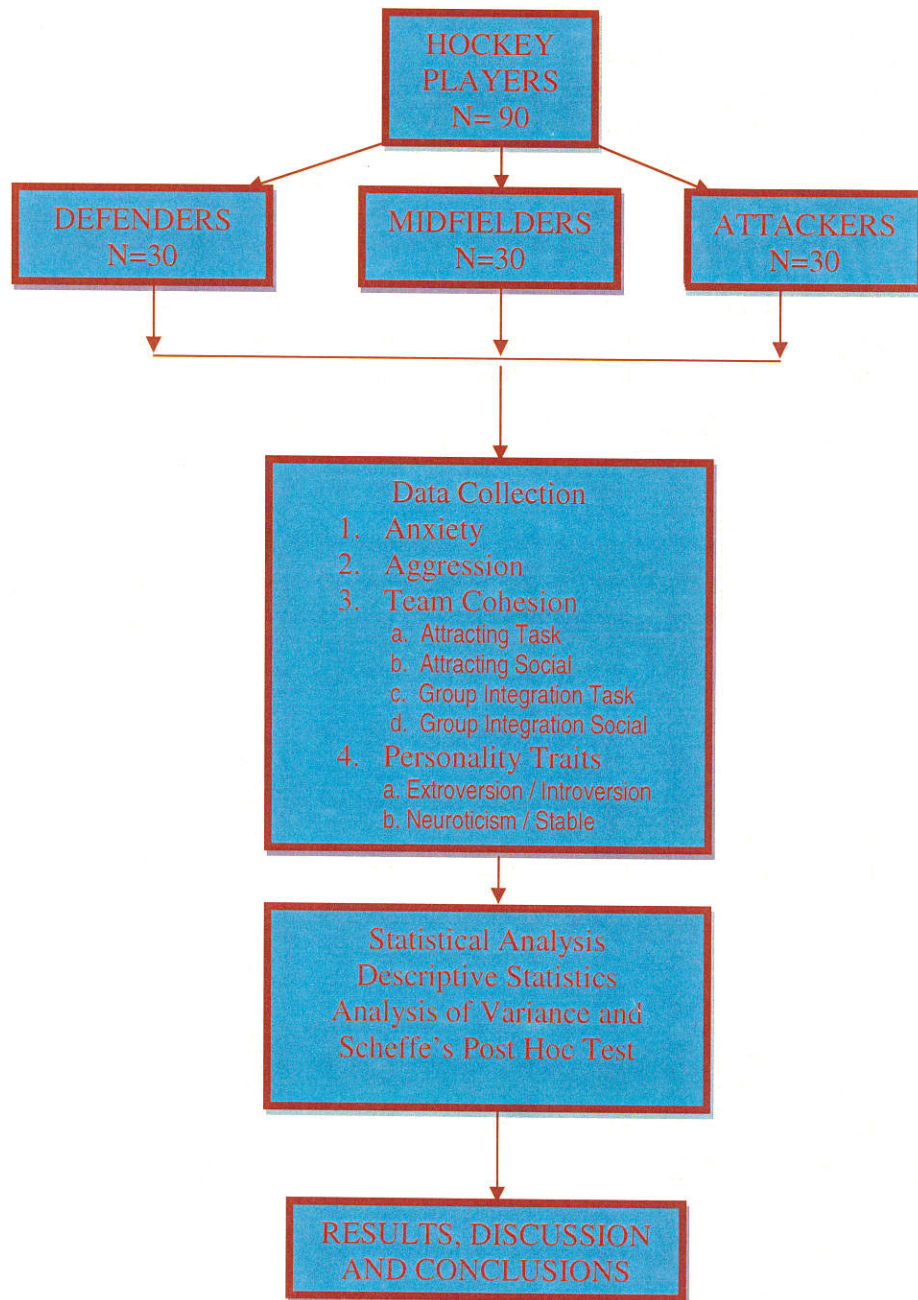 HOCKEY
PLAYERS
N= 90
DEFENDERS
N=30
MIDFIELDERS
N=30
ATTACKERS
N=30
Data Collection
1. Anxiety
2. Aggression
3. Team Cohesion
a. Attracting Task
b. Attracting Social
c. Group Integration Task
d. Group Integration Social
4. Personality Traits
a. Extroversion / Introversion
b. Neuroticism / Stable
Statistical Analysis
Descriptive Statistics
Analysis of Variance and
Scheffe's Post Hoc Test
RESULTS, DISCUSSION
AND CONCLUSIONS